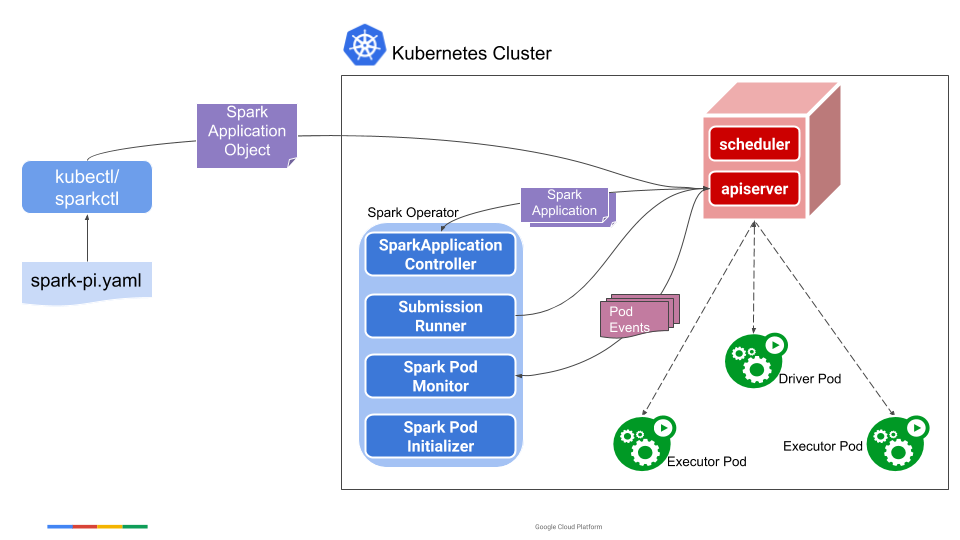 Kubernetes Cluster
Spark
Application
Object
scheduler
kubectl/
sparkctl
apiserver
Spark
Application
Spark Operator
SparkApplication
Controller
spark-pi.yaml
Submission
Runner
Pod
Events
Spark Pod
Monitor
Driver Pod
Spark Pod
Initializer
Executor Pod
Executor Pod
Google Cloud Platform